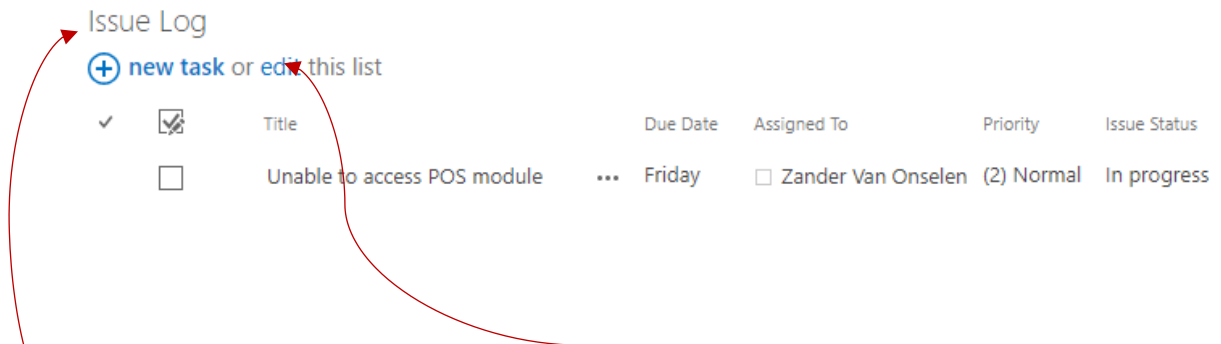 Issue Log
new task or edit this list
Title Due Date Assigned To Priority Issue Status
Unable to access POS module ... Friday Zander Van Onselen (2) Normal In progress